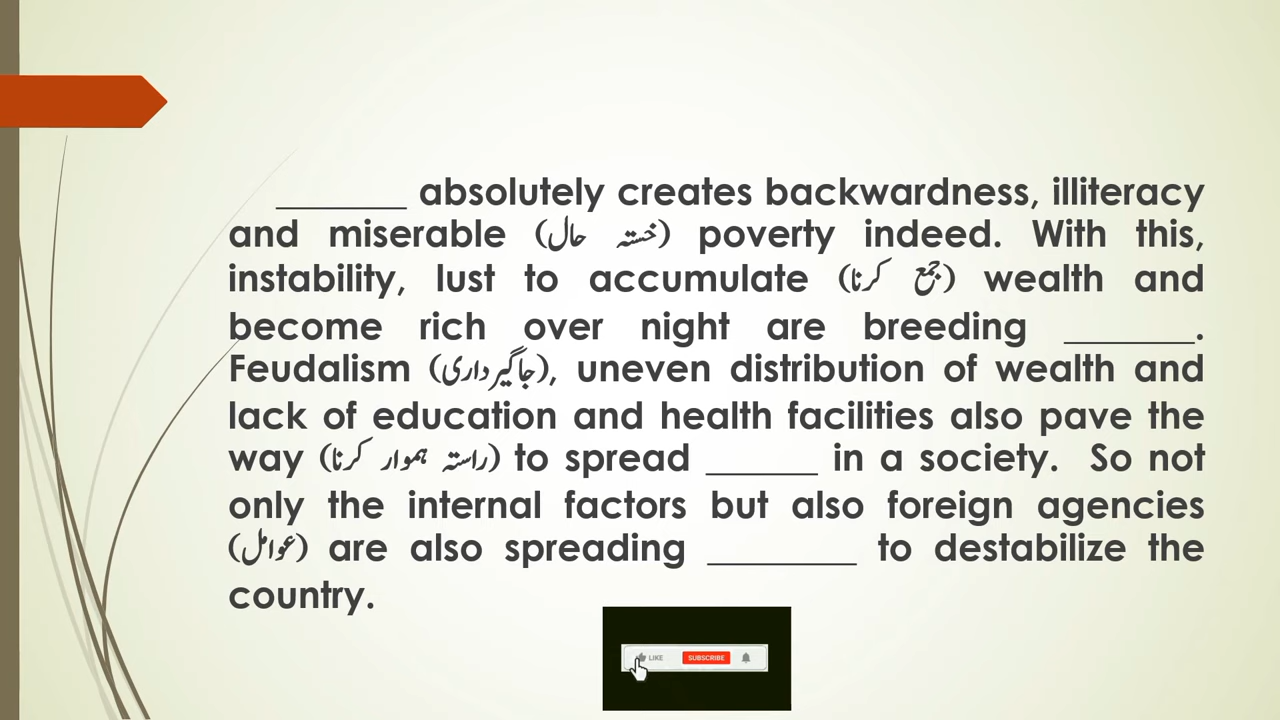 ________ absolutely creates backwardness, illiteracy
and miserable (خستہ حال) poverty indeed. With this,
instability, lust to accumulate (جمع کرنا) wealth and
become rich over night are breeding ________.
Feudalism (جاگیرداری), uneven distribution of wealth and
lack of education and health facilities also pave the
way (راستہ ہموار کرنا) to spread _______ in a society. So not
only the internal factors but also foreign agencies
(عوامل) are also spreading _________ to destabilize the
country.
LIKE SUBSCRIBE